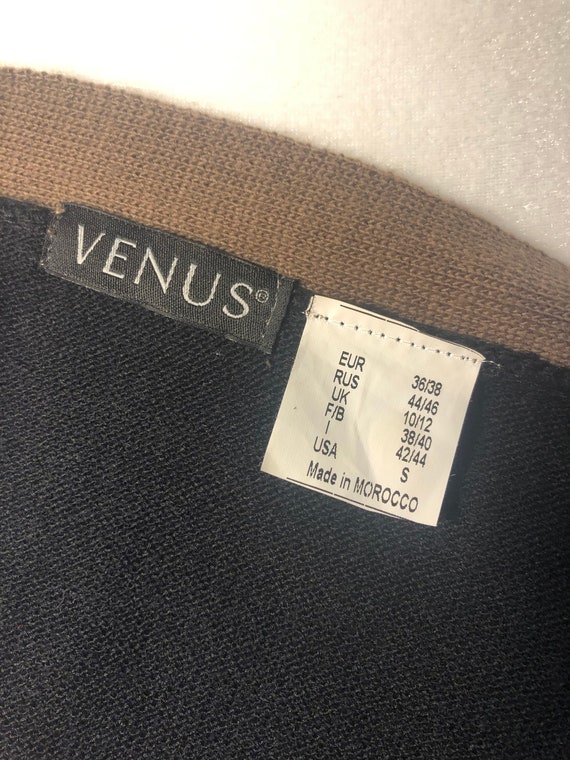 VENUS®
EUR 36/38
RUS 44/46
UK 10/12
F/B 38/40
I 42/44
USA S
Made in MOROCCO